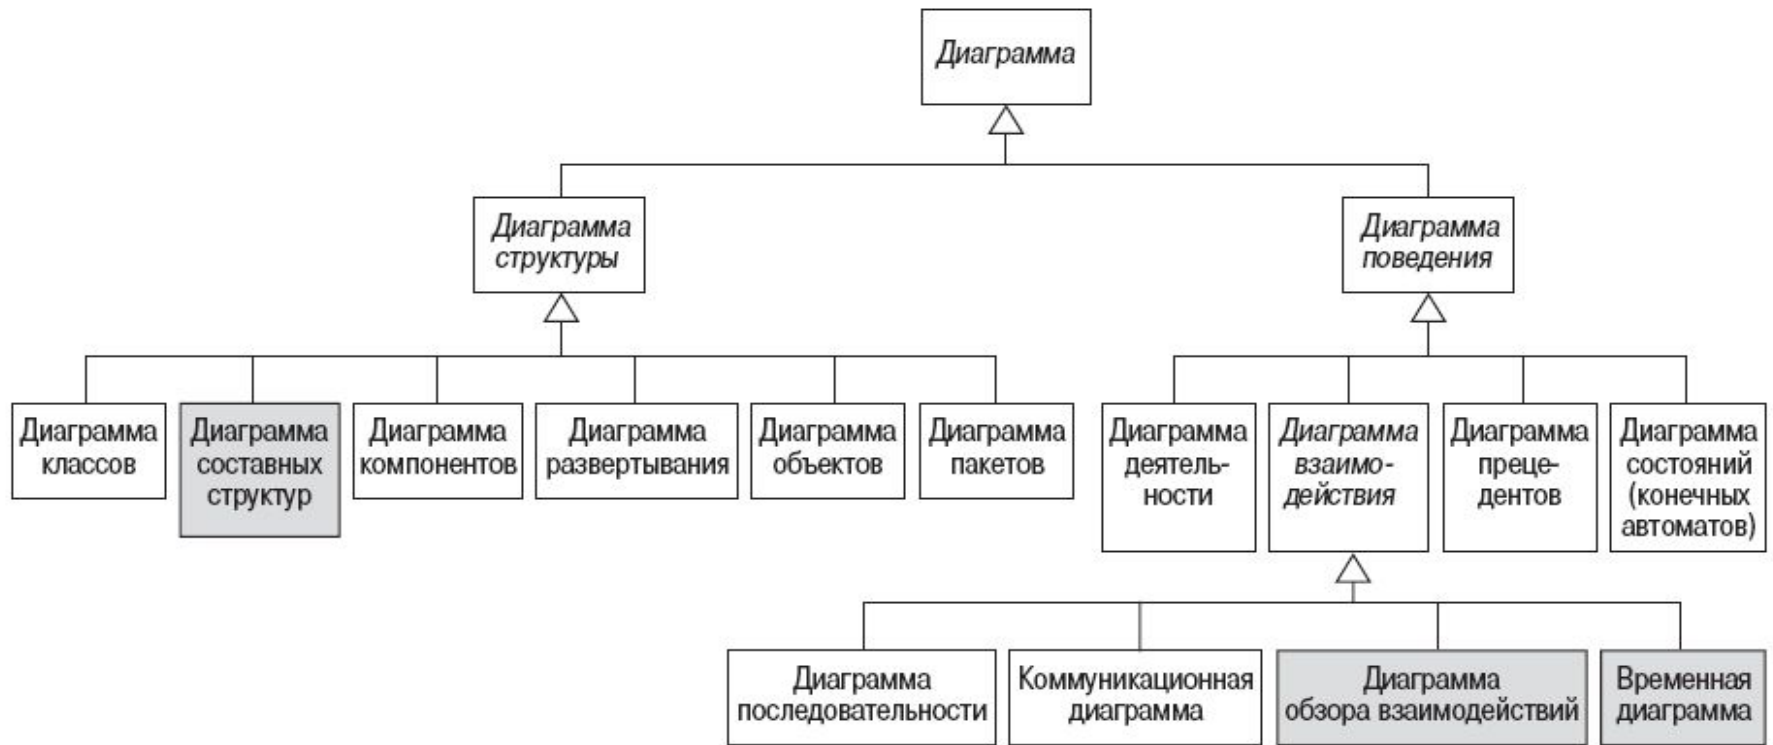 Диаграмма
Диаграмма
структуры
Диаграмма
поведения
Диаграмма
классов
Диаграмма
составных
структур
Диаграмма
компонентов
Диаграмма
развертывания
Диаграмма
объектов
Диаграмма
пакетов
Диаграмма
деятель-
ности
Диаграмма
взаимо-
действия
Диаграмма
преце-
дентов
Диаграмма
состояний
(конечных
автоматов)
Диаграмма
последовательности
Коммуникационная
диаграмма
Диаграмма
обзора взаимодействий
Временная
диаграмма